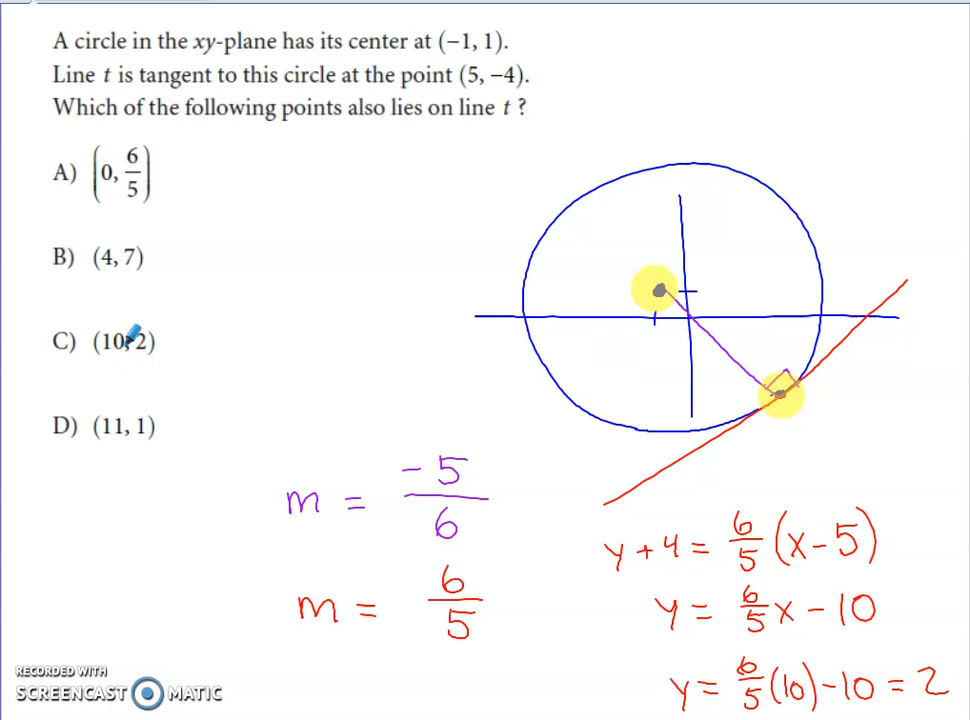 A circle in the xy-plane has its center at (−1, 1).
Line t is tangent to this circle at the point (5, −4).
Which of the following points also lies on line t ?
A) (0, 6/5)
B) (4, 7)
C) (10, 2)
D) (11, 1)
m = -5/6
m = 6/5
y + 4 = 6/5 (x - 5)
y = 6/5 x - 10
y = 6/5 (10) - 10 = 2
RECORDED WITH
SCREENCAST MATIC